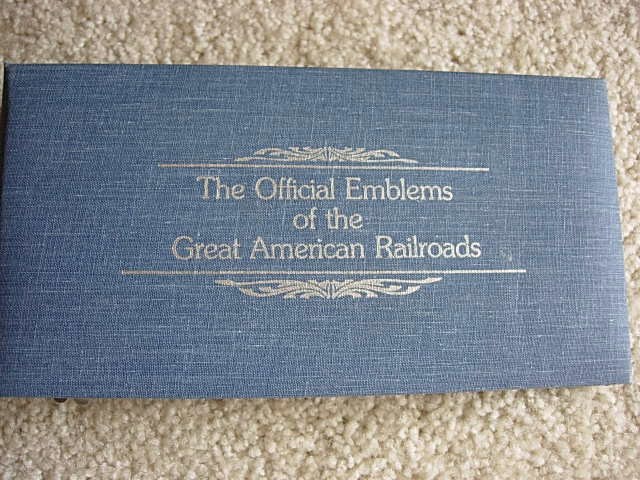 The Official Emblems
of the
Great American Railroads